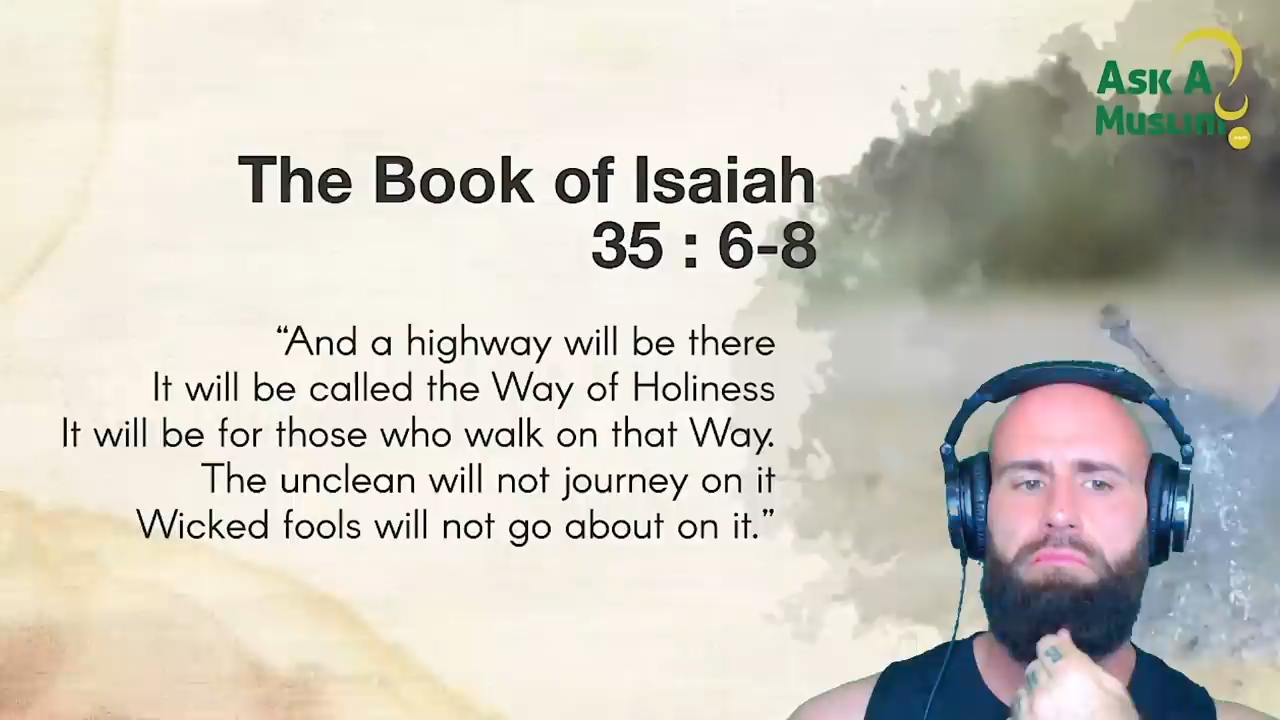 The Book of Isaiah
35 : 6-8
“And a highway will be there
It will be called the Way of Holiness
It will be for those who walk on that Way.
The unclean will not journey on it
Wicked fools will not go about on it.”
Ask A
Muslim